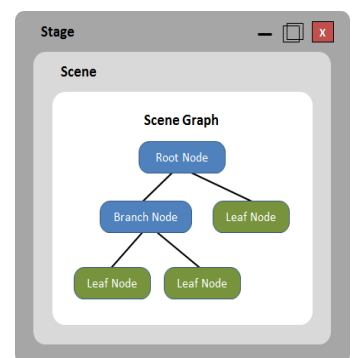 Stage
x
Scene
Scene Graph
Root Node
Branch Node
Leaf Node
Leaf Node
Leaf Node